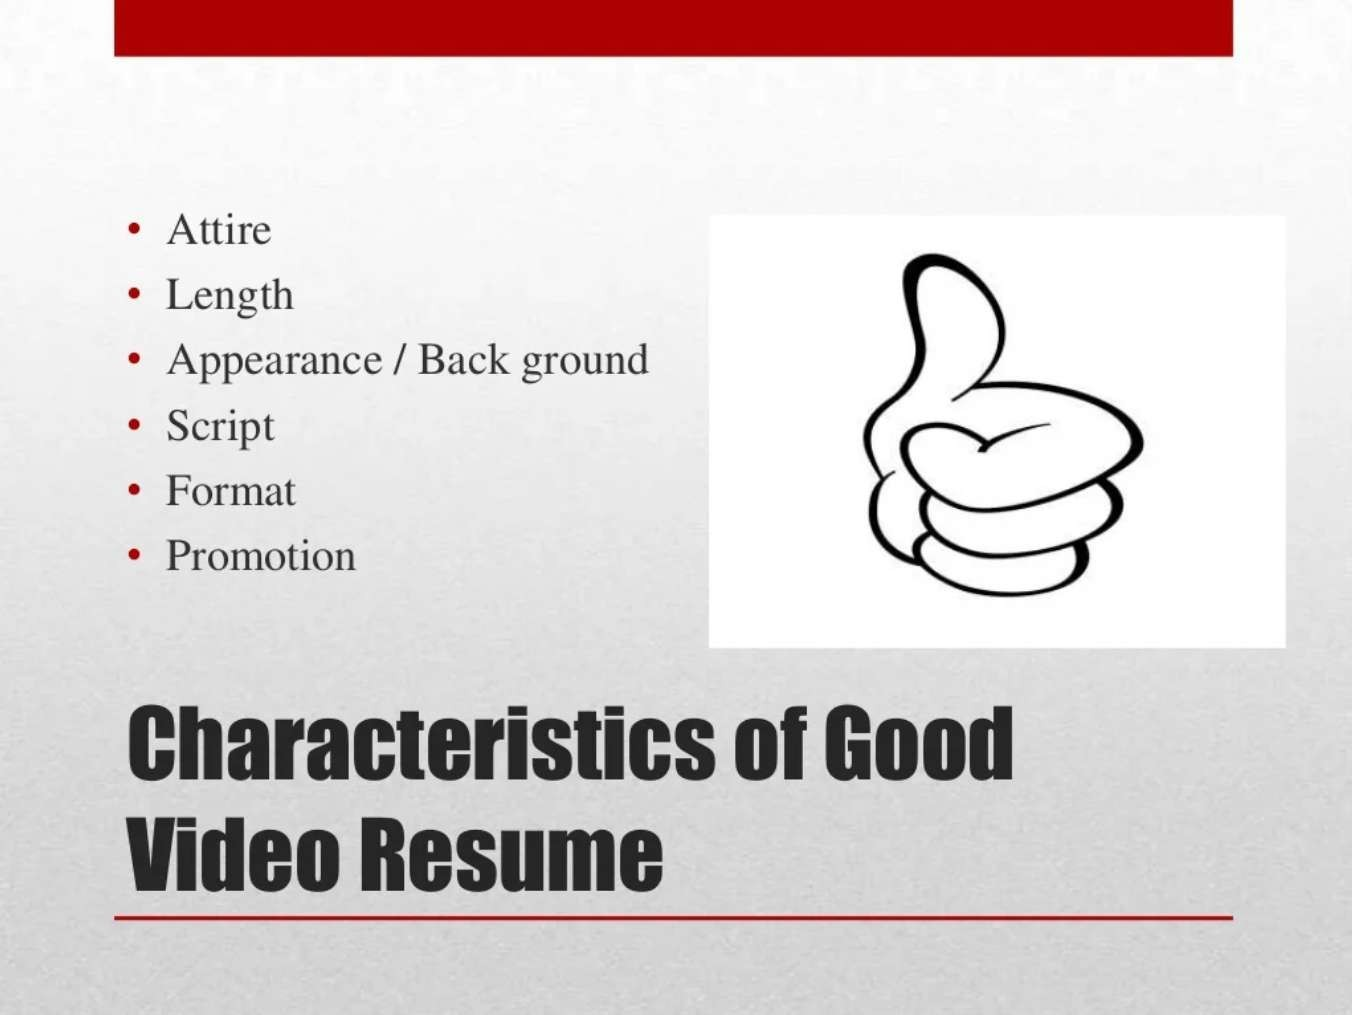 Attire
Length
Appearance / Back ground
Script
Format
Promotion
Characteristics of Good
Video Resume